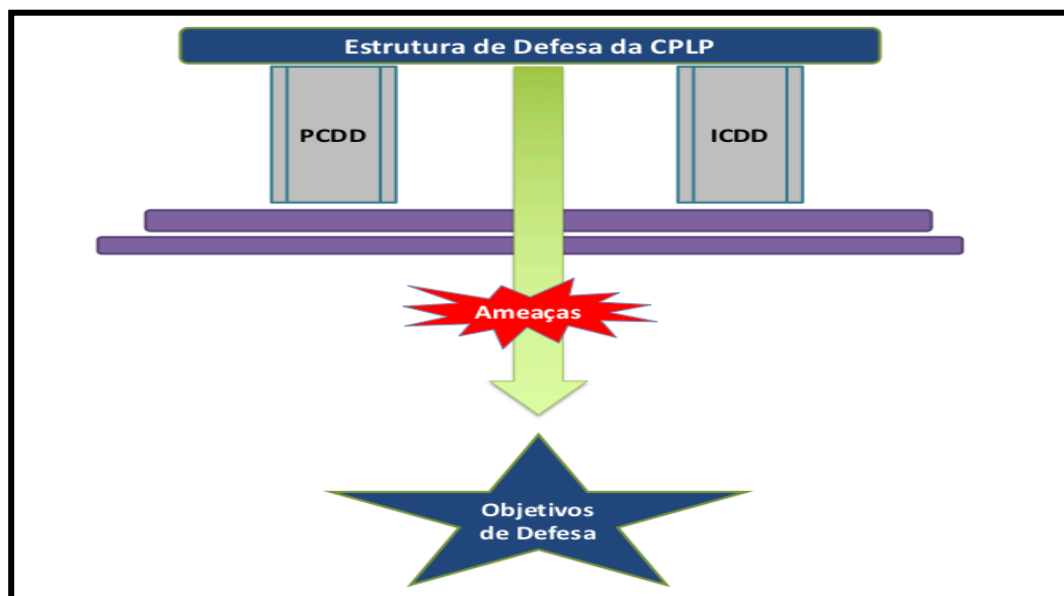 Estrutura de Defesa da CPLP
PCDD
ICDD
Ameaças
Objetivos
de Defesa